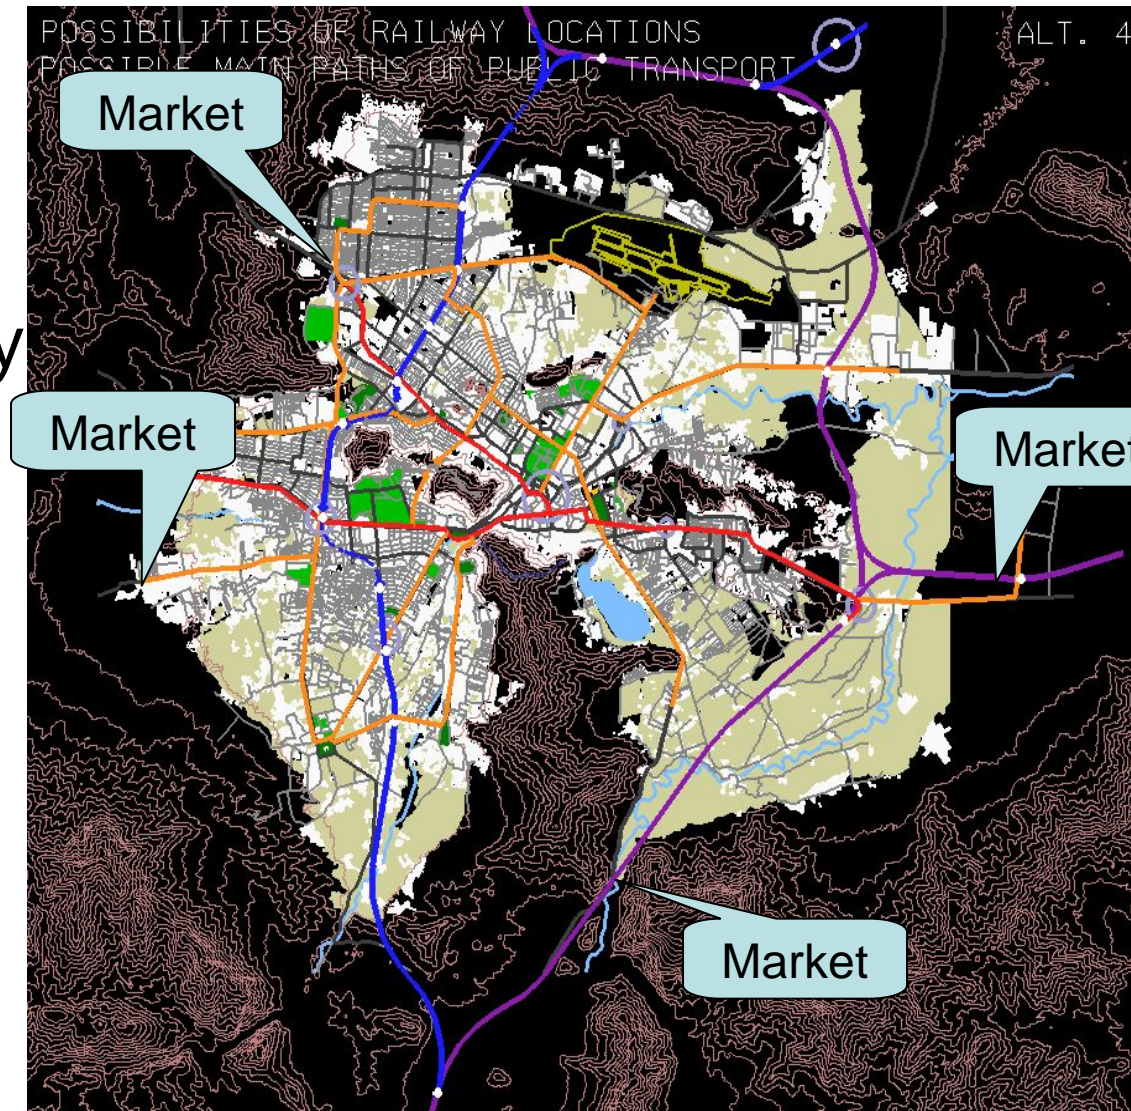 POSSIBILITIES OF RAILWAY LOCATIONS
ALT. 4
POSSIBLE MAIN PATHS OF PUBLIC TRANSPORT
Market
y
Market
Market
Market